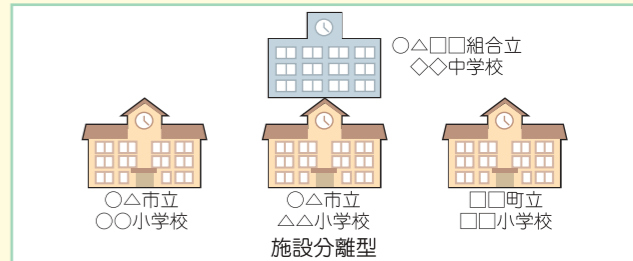 ○△□□組合立
◇◇中学校
○△市立
○○小学校
○△市立
△△小学校
□□町立
□□小学校
施設分離型